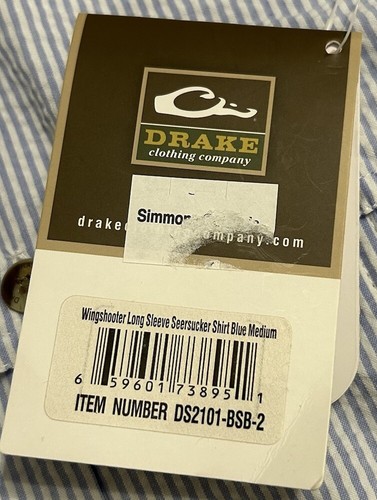 DRAKE
clothing company
Simmon
drake company.com
Wingshooter Long Sleeve Seersucker Shirt Blue Medium
6 59601 73895 1
ITEM NUMBER DS2101-BSB-2